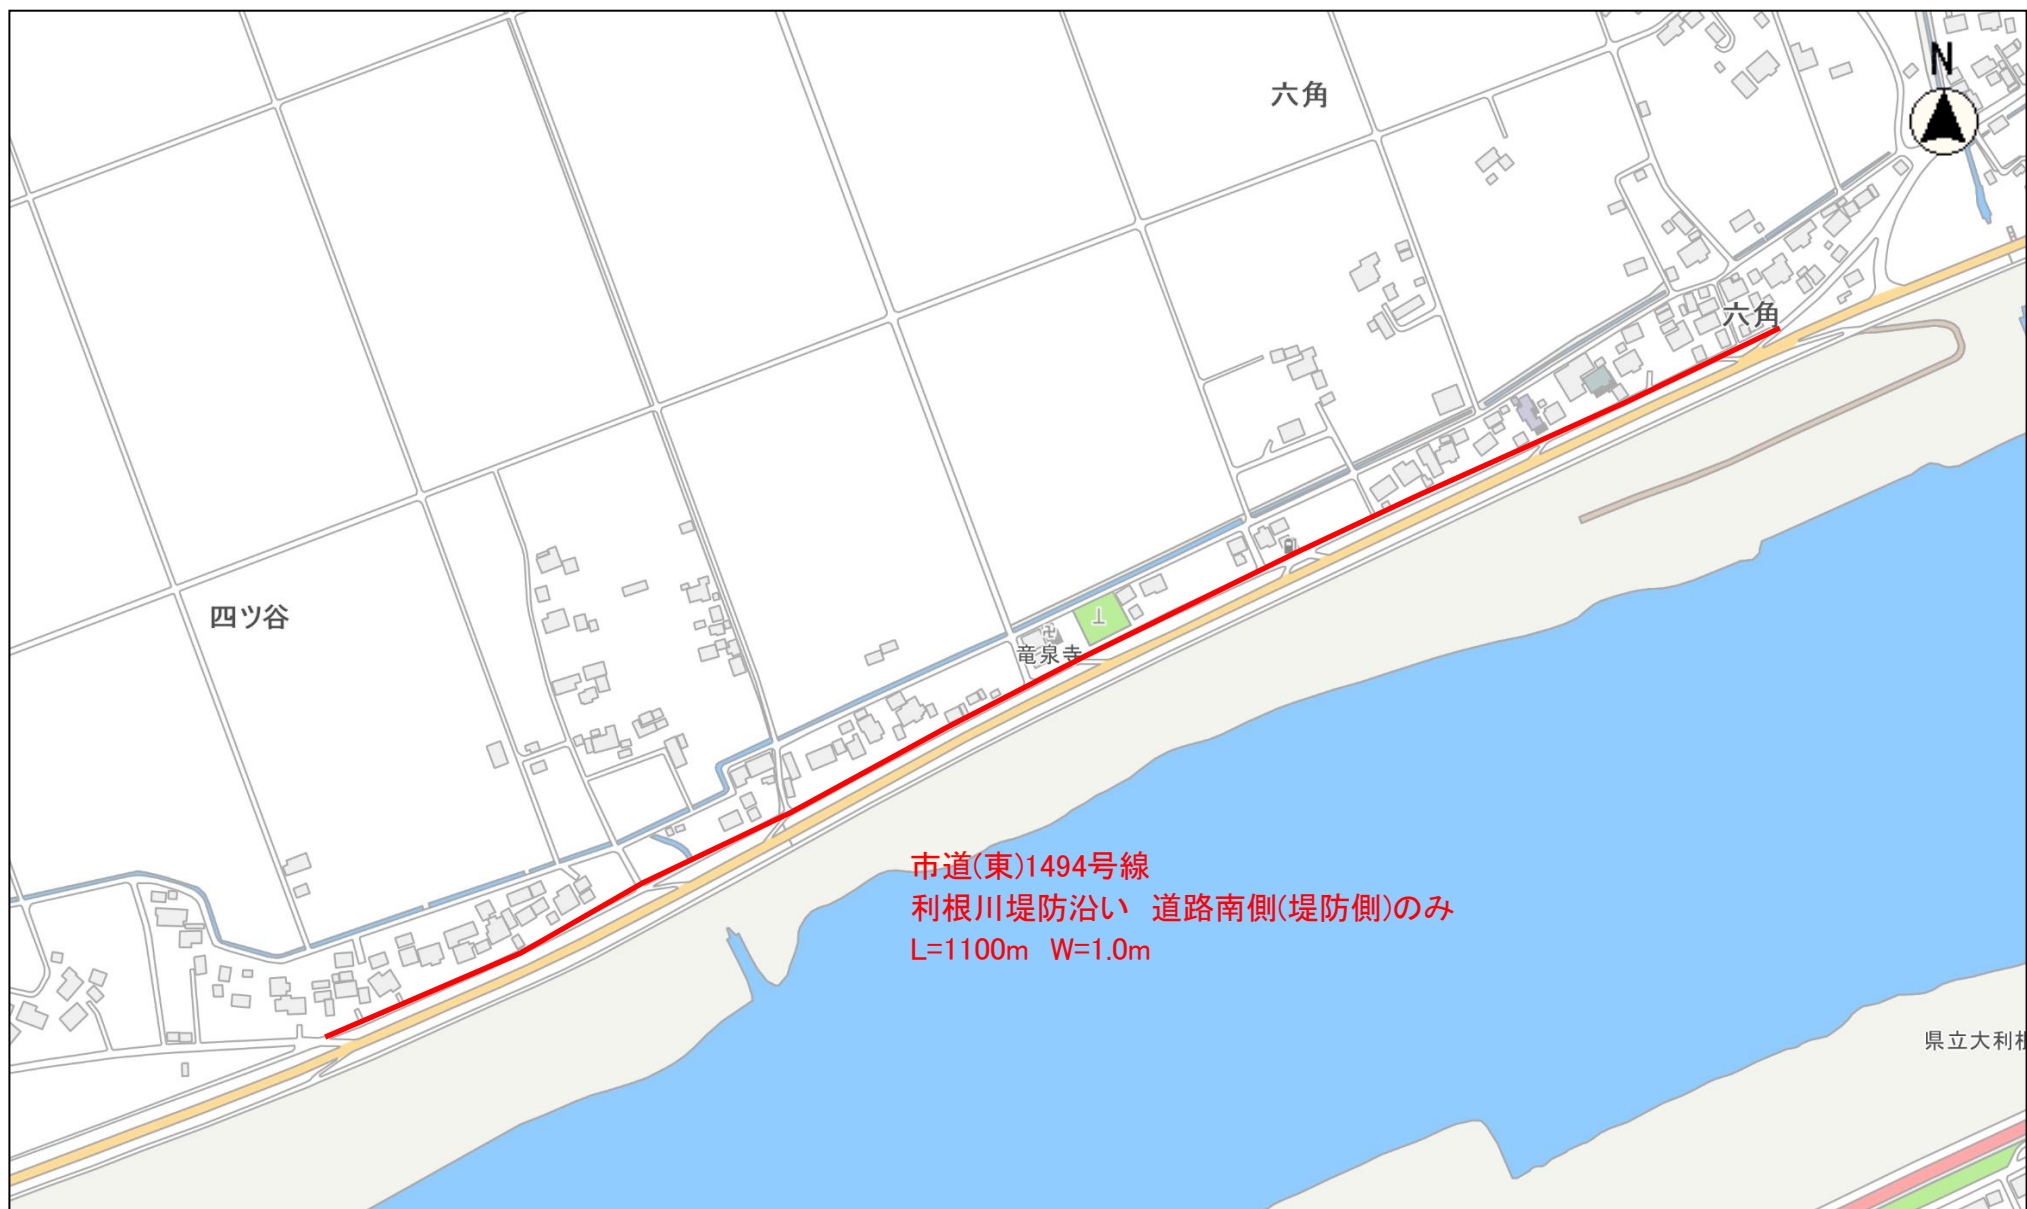 N
六角
六角
四ツ谷
竜泉寺
市道(東)1494号線
利根川堤防沿い 道路南側(堤防側)のみ
L=1100m W=1.0m
県立大利根